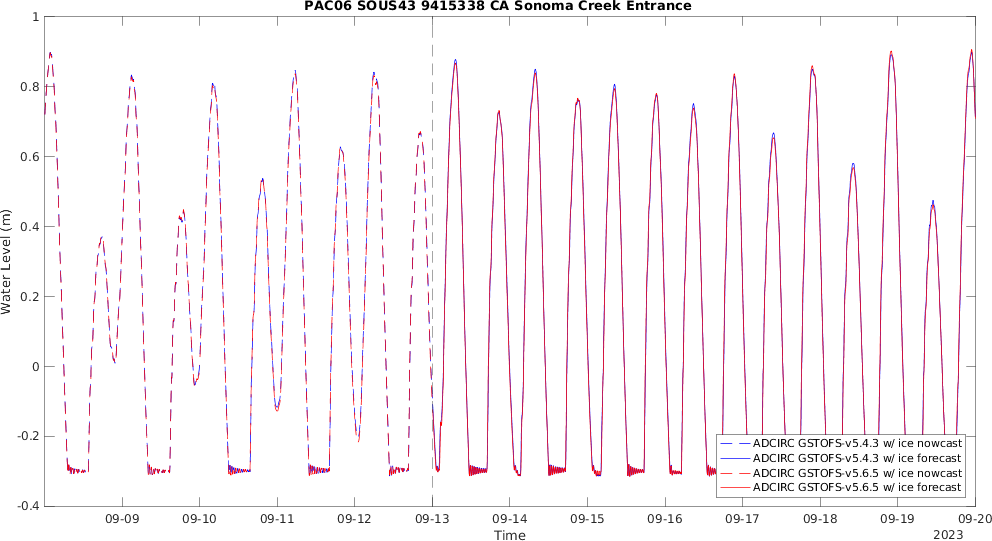 PAC06 SOUS43 9415338 CA Sonoma Creek Entrance
1
0.8
0.6
0.4
0.2
0
-0.2
-0.4
Water Level (m)
ADCIRC GSTOFS-v5.4.3 w/ ice nowcast
ADCIRC GSTOFS-v5.4.3 w/ ice forecast
ADCIRC GSTOFS-v5.6.5 w/ ice nowcast
ADCIRC GSTOFS-v5.6.5 w/ ice forecast
09-09 09-10 09-11 09-12 09-13 09-14 09-15 09-16 09-17 09-18 09-19 09-20
Time
2023